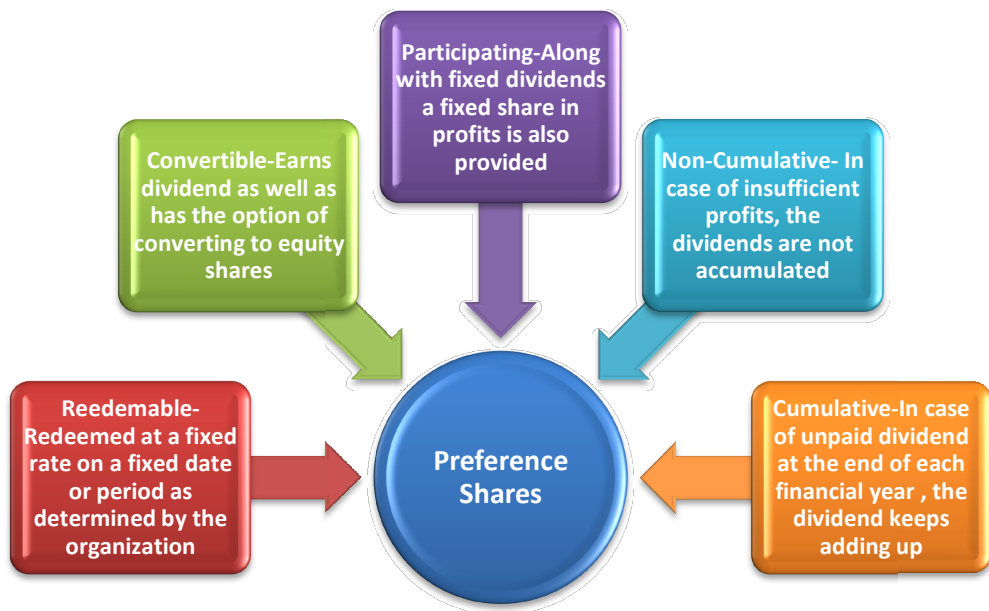 Participating-Along
with fixed dividends
a fixed share in
profits is also
provided
Convertible-Earns
dividend as well as
has the option of
converting to equity
shares
Non-Cumulative- In
case of insufficient
profits, the
dividends are not
accumulated
Reedemable-
Redeemed at a fixed
rate on a fixed date
or period as
determined by the
organization
Preference
Shares
Cumulative-In case
of unpaid dividend
at the end of each
financial year , the
dividend keeps
adding up